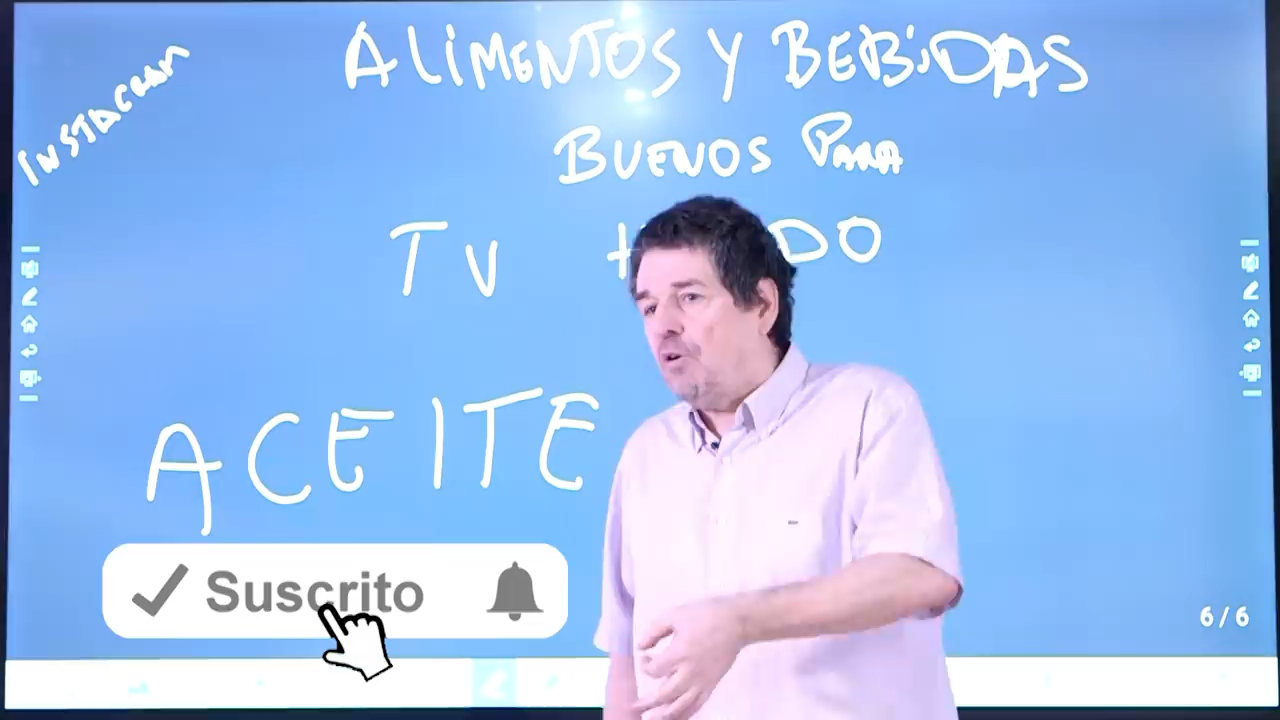 INSTAGRAM
ALIMENTOS Y BEBIDAS
BUENOS PARA
TU
ACEITE
Suscrito
6/6